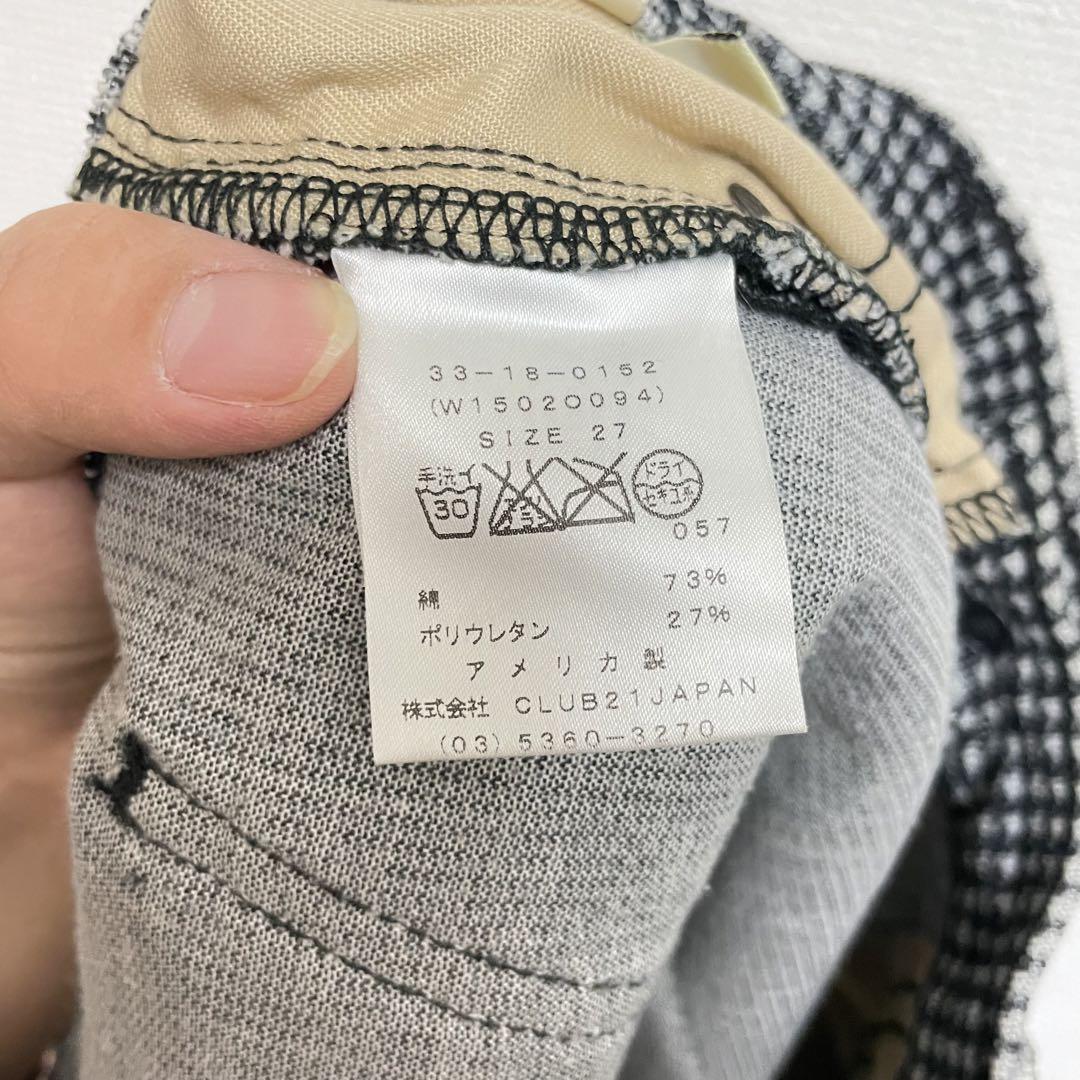 33-18-0152
(W15020094)
SIZE 27
手洗イ 30 ドライ セキユ系
057
綿 73%
ポリウレタン 27%
アメリカ製
株式会社 CLUB21JAPAN
(03) 5360-3270